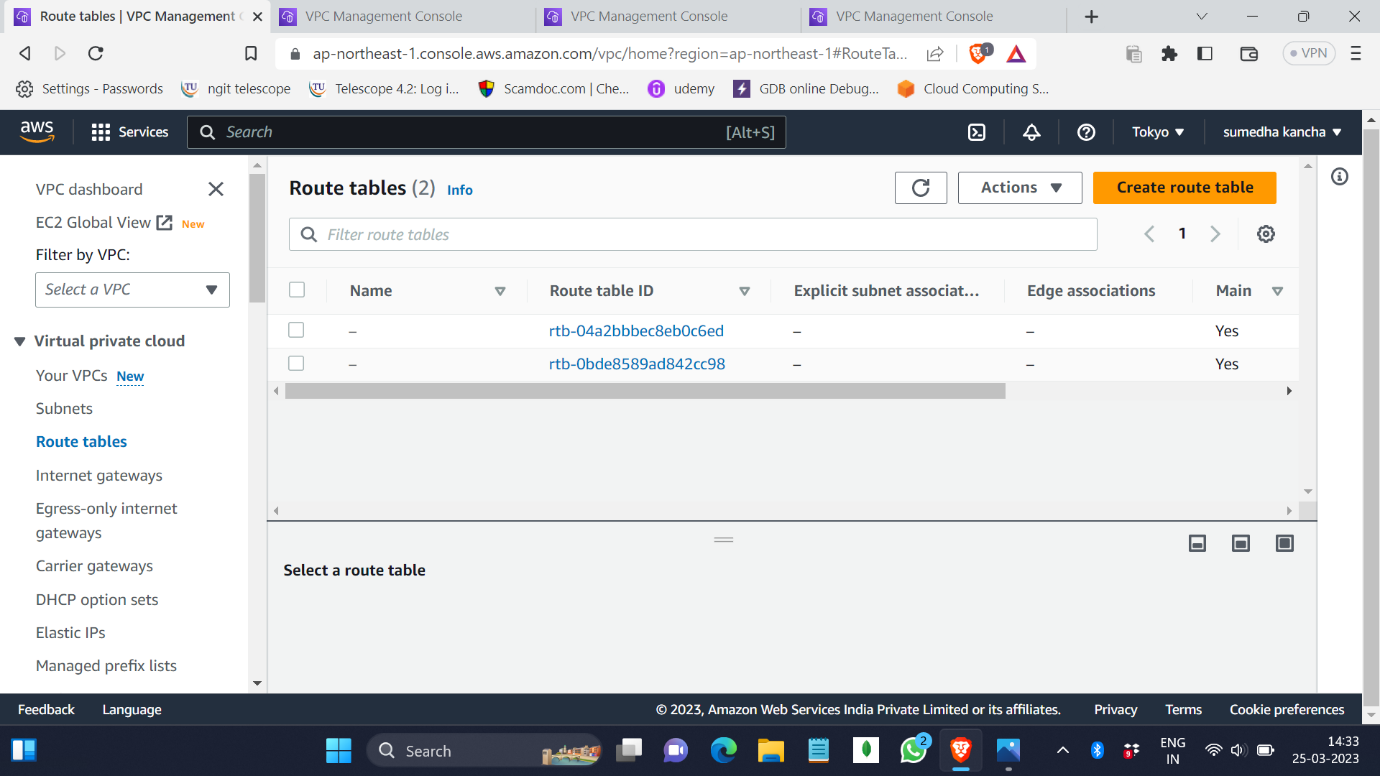 Route tables | VPC Management C
VPC Management Console
VPC Management Console
VPC Management Console
ap-northeast-1.console.aws.amazon.com/vpc/home?region=ap-northeast-1#RouteTa...
1
VPN
Settings - Passwords
TU
ngit telescope
TU
Telescope 4.2: Log i...
Scamdoc.com | Che...
udemy
GDB online Debug...
Cloud Computing S...
aws
Services
Search
[Alt+S]
Tokyo
sumedha kancha
VPC dashboard
EC2 Global View
New
Filter by VPC:
Select a VPC
Virtual private cloud
Your VPCs New
Subnets
Route tables
Internet gateways
Egress-only internet
gateways
Carrier gateways
DHCP option sets
Elastic IPs
Managed prefix lists
Route tables (2) Info
Actions
Create route table
Filter route tables
1
Name Route table ID Explicit subnet associat... Edge associations Main
– rtb-04a2bbbec8eb0c6ed – – Yes
– rtb-0bde8589ad842cc98 – – Yes
Select a route table
Feedback Language © 2023, Amazon Web Services India Private Limited or its affiliates. Privacy Terms Cookie preferences
Search
2
9
ENG
IN
14:33
25-03-2023